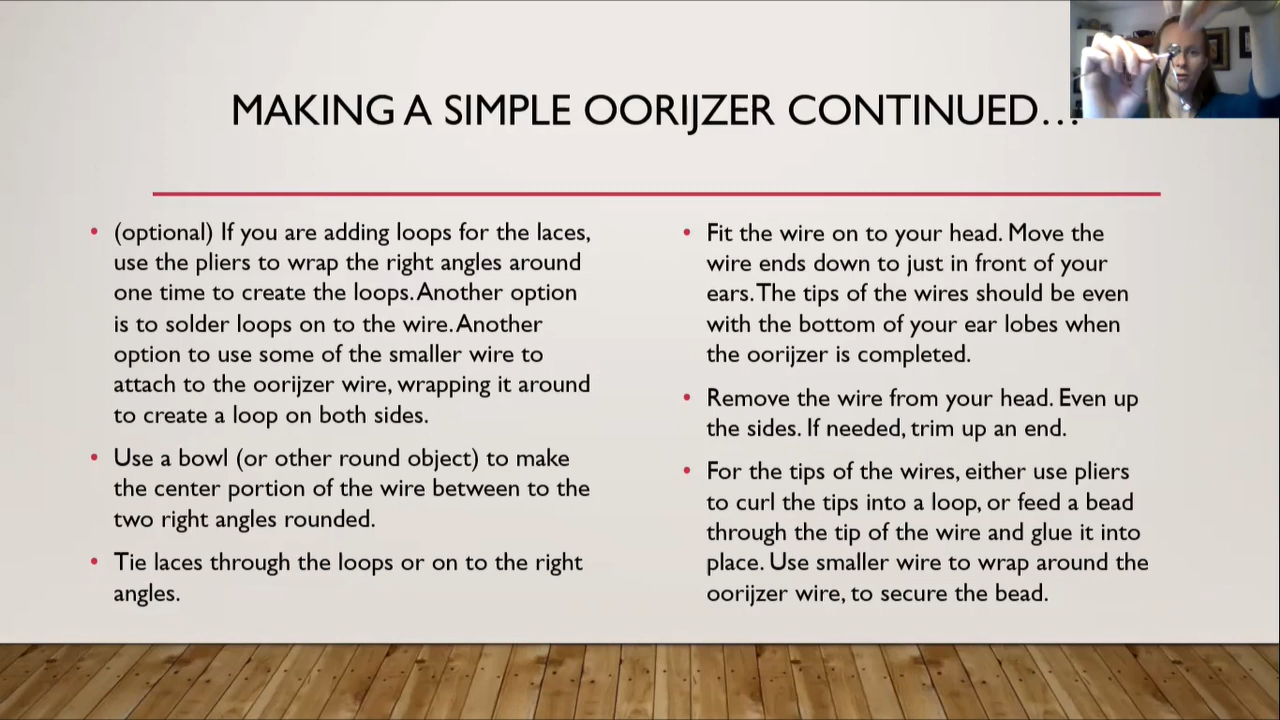 MAKING A SIMPLE OORIJZER CONTINUED...
• (optional) If you are adding loops for the laces,
use the pliers to wrap the right angles around
one time to create the loops. Another option
is to solder loops on to the wire. Another
option to use some of the smaller wire to
attach to the oorijzer wire, wrapping it around
to create a loop on both sides.
• Use a bowl (or other round object) to make
the center portion of the wire between to the
two right angles rounded.
• Tie laces through the loops or on to the right
angles.
• Fit the wire on to your head. Move the
wire ends down to just in front of your
ears. The tips of the wires should be even
with the bottom of your ear lobes when
the oorijzer is completed.
• Remove the wire from your head. Even up
the sides. If needed, trim up an end.
• For the tips of the wires, either use pliers
to curl the tips into a loop, or feed a bead
through the tip of the wire and glue it into
place. Use smaller wire to wrap around the
oorijzer wire, to secure the bead.